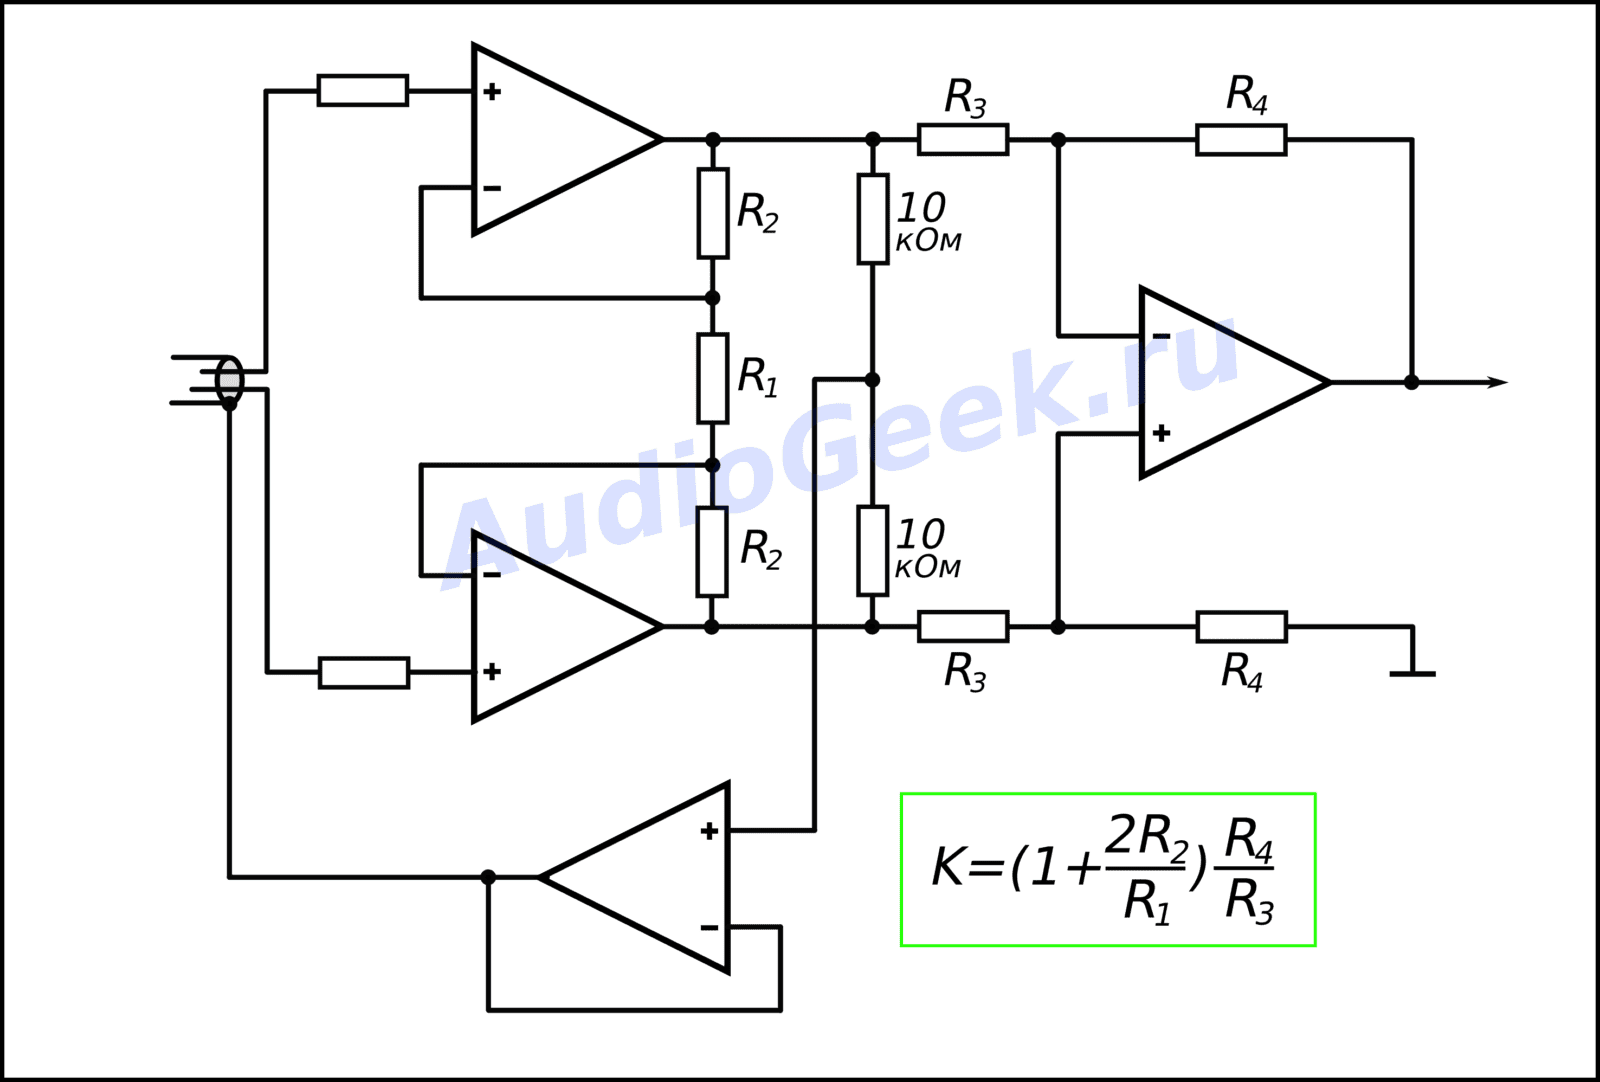 R3
R4
+
−
R2
10
кОм
R1
−
+
AudioGeek.ru
−
+
R2
10
кОм
R3
R4
+
−
K=(1+2R2/R1)R4/R3